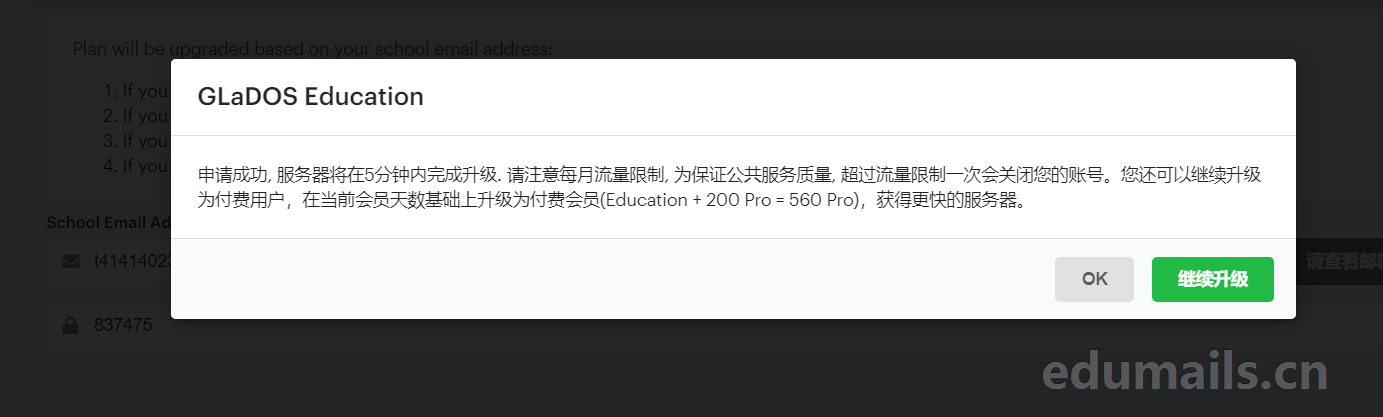 Plan will be upgraded based on your school email address:
GLaDOS Education
1. If you
2. If you
3. If you
4. If you
申请成功, 服务器将在5分钟内完成升级. 请注意每月流量限制, 为保证公共服务质量, 超过流量限制一次会关闭您的账号。您还可以继续升级
为付费用户，在当前会员天数基础上升级为付费会员(Education + 200 Pro = 560 Pro)，获得更快的服务器。
School Email Ad
t4141402
请查看邮
OK
继续升级
837475
edumails.cn